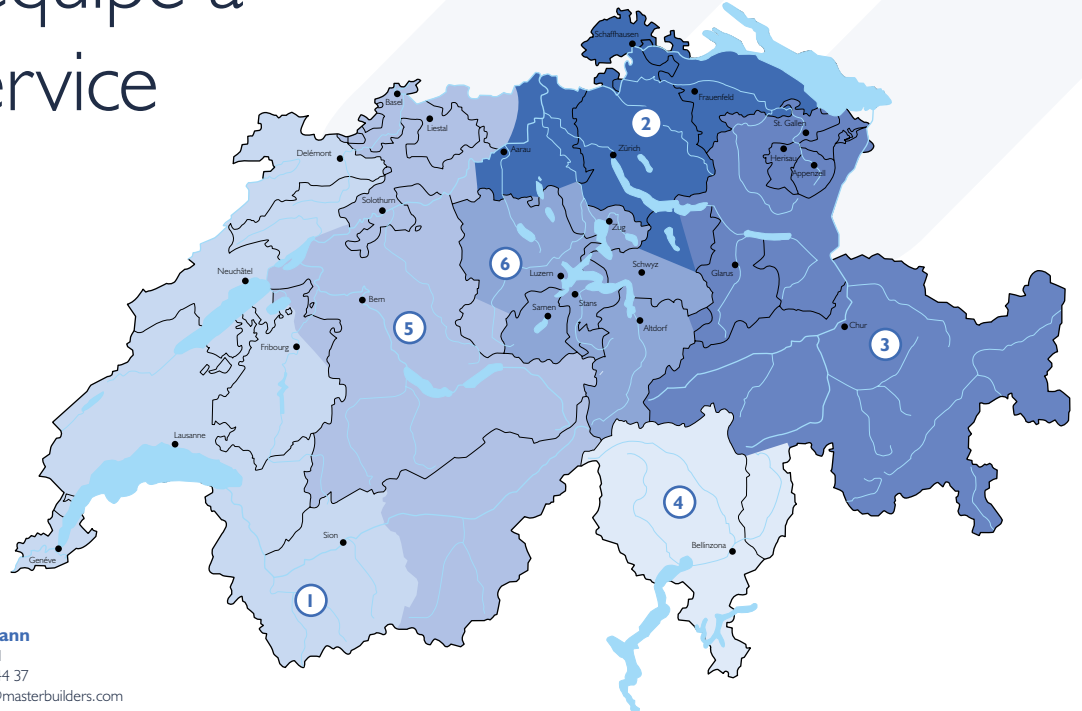 équipe à
ervice
Schaffhausen
Basel
Frauenfeld
Liestal
2
St. Gallen
Aarau
Zürich
Delémont
Herisau
Appenzell
Solothurn
Zug
6
Neuchâtel
Luzern
Schwyz
Glarus
Bern
Stans
Sarnen
5
Altdorf
Chur
3
Fribourg
Lausanne
4
Sion
Bellinzona
Genéve
1
ann
4 37
@masterbuilders.com